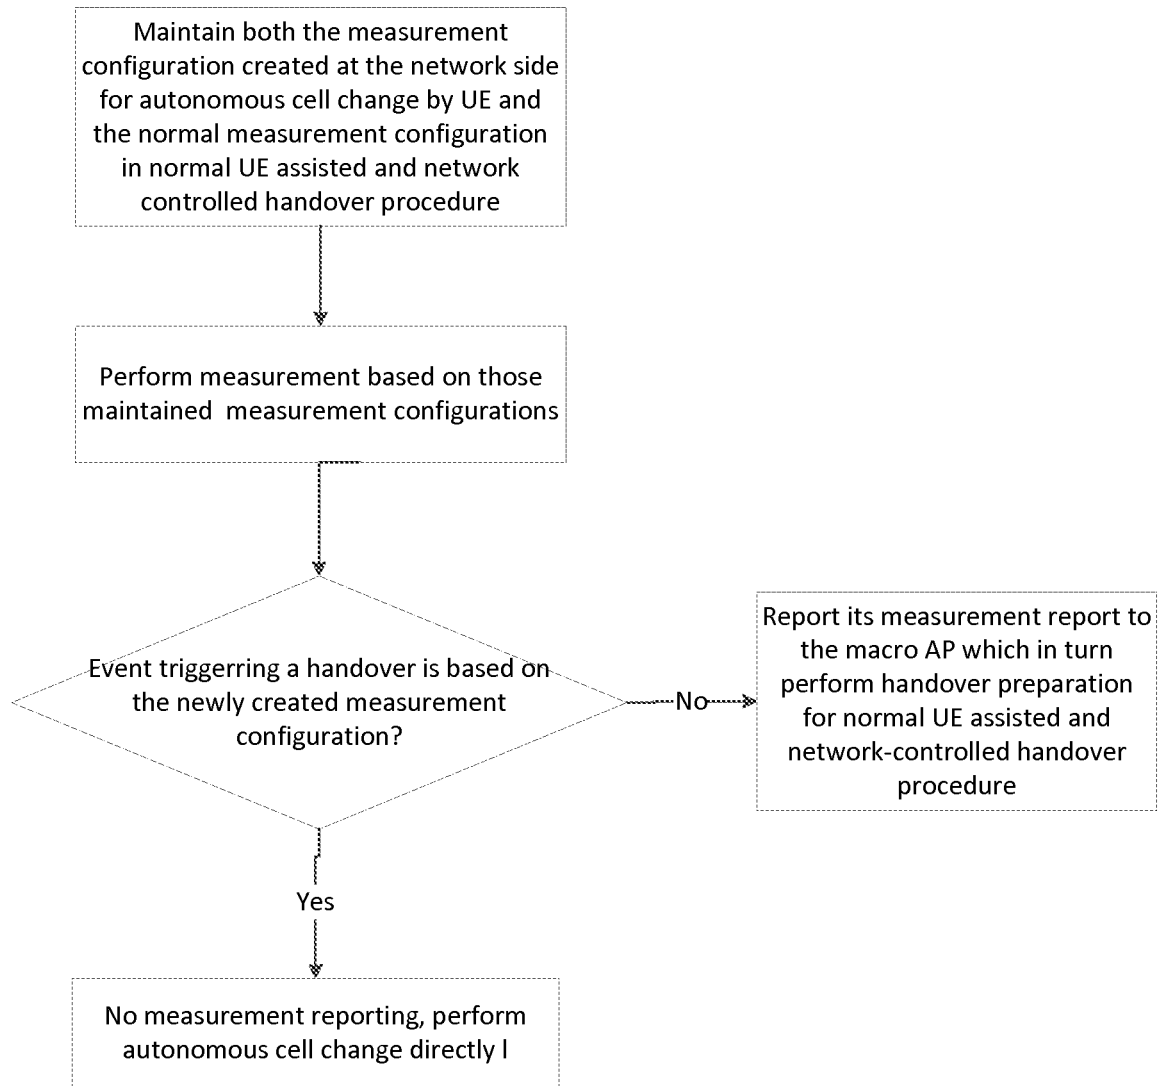 Maintain both the measurement
configuration created at the network side
for autonomous cell change by UE and
the normal measurement configuration
in normal UE assisted and network
controlled handover procedure
Perform measurement based on those
maintained  measurement configurations
Event triggerring a handover is based on
the newly created measurement
configuration?
No
Report its measurement report to
the macro AP which in turn
perform handover preparation
for normal UE assisted and
network-controlled handover
procedure
Yes
No measurement reporting, perform
autonomous cell change directly l